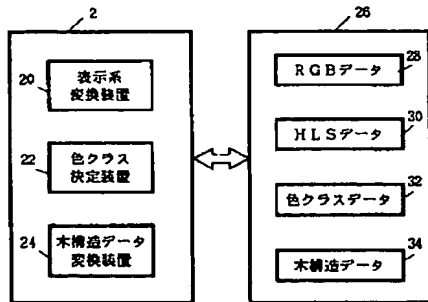 2
26
20
表示系
変換装置
22
色クラス
決定装置
24
木構造データ
変換装置
RGBデータ
28
HLSデータ
30
色クラスデータ
32
木構造データ
34